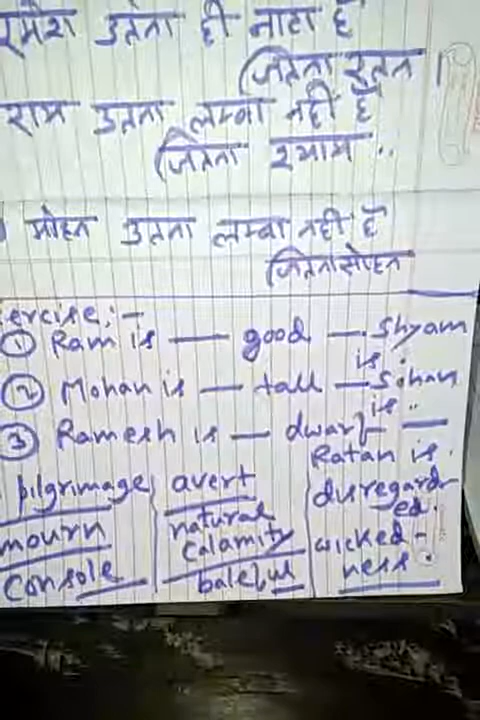 रमेश उतना ही नाटा है
जितना रतन ।
राम उतना लम्बा नहीं है
जितना श्याम ..
मोहन उतना लम्बा नहीं है
जितना सोहन
ercise:-
① Ram is — good — Shyam
is.
② Mohan is — tall — Sohan
is..
③ Ramesh is — dwarf —
Ratan is.
pilgrimage avert disregard-
ed.
mourn natural calamity wicked-
ness.
console baleful